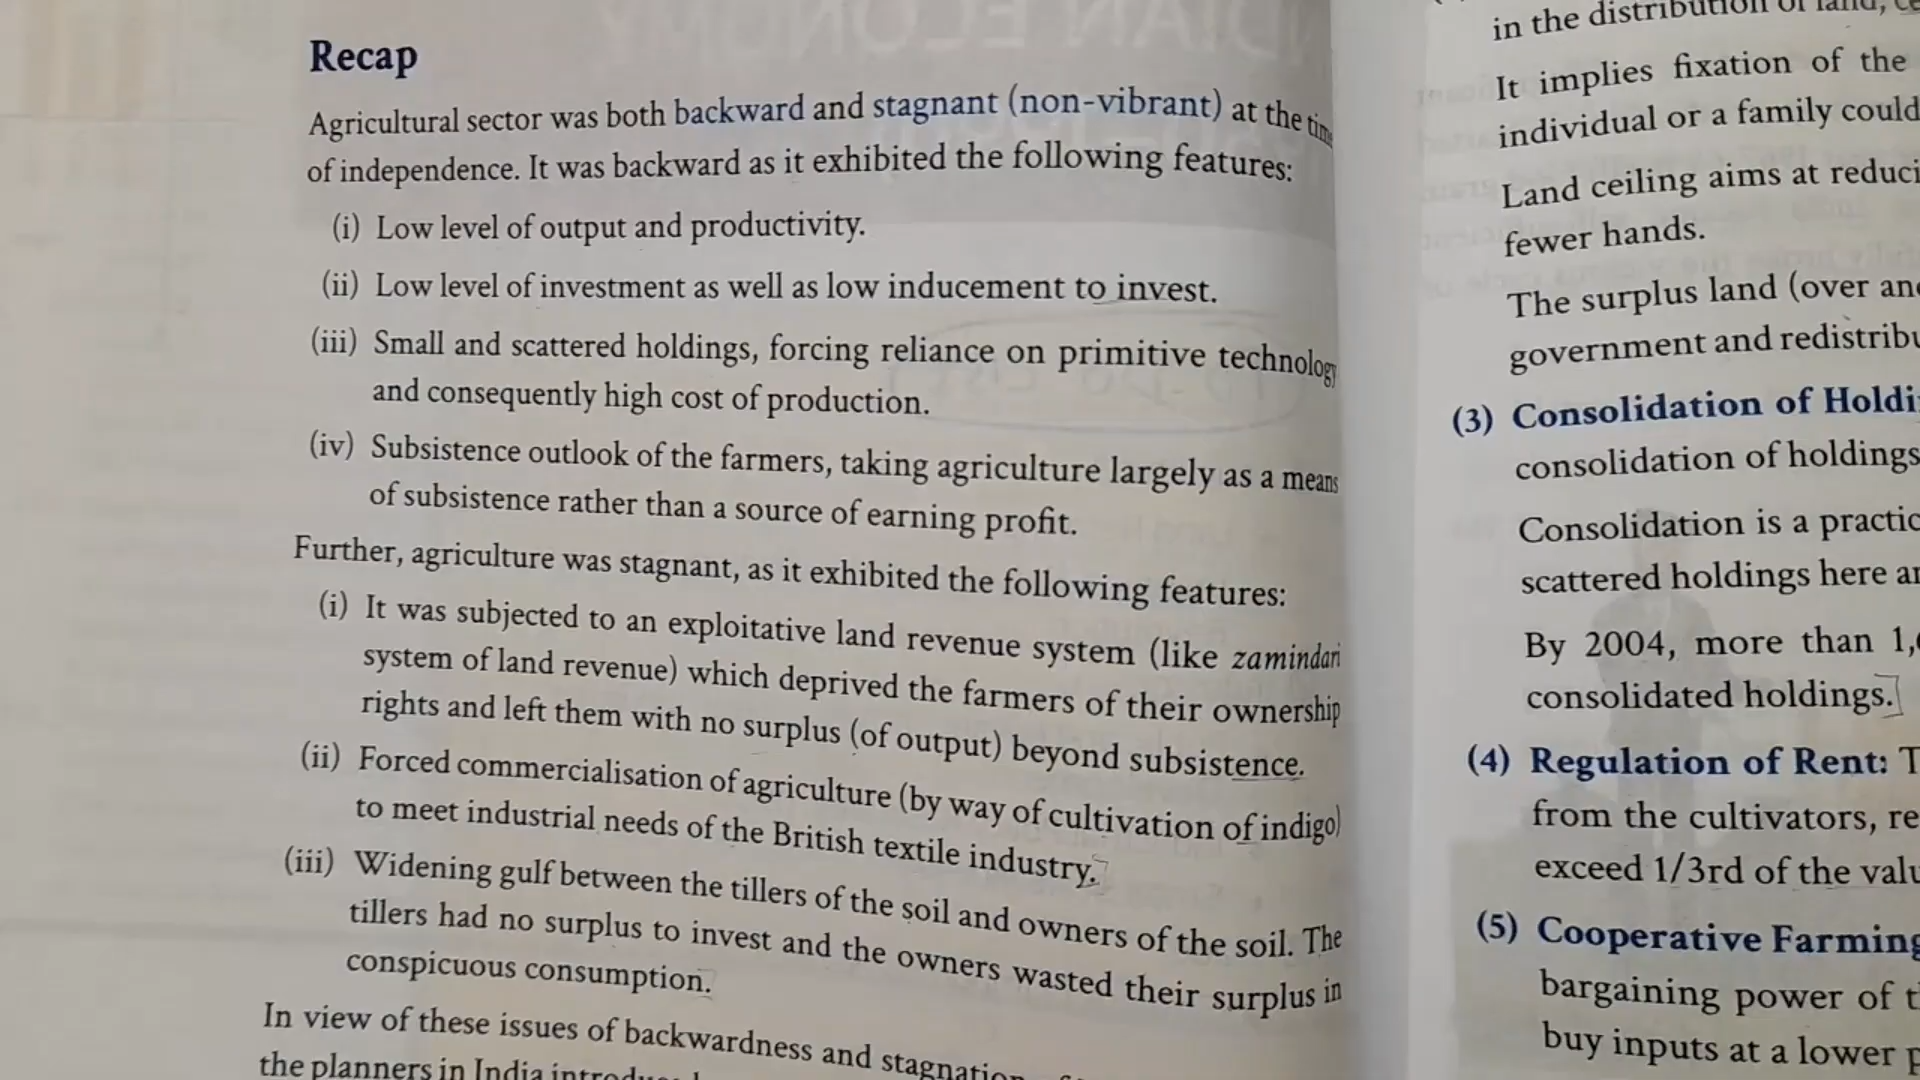 Recap
Agricultural sector was both backward and stagnant (non-vibrant) at the time
of independence. It was backward as it exhibited the following features:
(i) Low level of output and productivity.
(ii) Low level of investment as well as low inducement to invest.
(iii) Small and scattered holdings, forcing reliance on primitive technology
and consequently high cost of production.
(iv) Subsistence outlook of the farmers, taking agriculture largely as a means
of subsistence rather than a source of earning profit.
Further, agriculture was stagnant, as it exhibited the following features:
(i) It was subjected to an exploitative land revenue system (like zamindari
system of land revenue) which deprived the farmers of their ownership
rights and left them with no surplus (of output) beyond subsistence.
(ii) Forced commercialisation of agriculture (by way of cultivation of indigo)
to meet industrial needs of the British textile industry.
(iii) Widening gulf between the tillers of the soil and owners of the soil. The
tillers had no surplus to invest and the owners wasted their surplus in
conspicuous consumption.
In view of these issues of backwardness and stagnation
the planners in India
in the distribution of land,
It implies fixation of the
individual or a family could
Land ceiling aims at
fewer hands.
The surplus land (over
government and
(3) Consolidation of
consolidation of holdings
Consolidation is a
scattered holdings here
By 2004, more than
consolidated holdings.
(4) Regulation of Rent:
from the cultivators,
exceed 1/3rd of the
(5) Cooperative Farming
bargaining power of
buy inputs at a lower